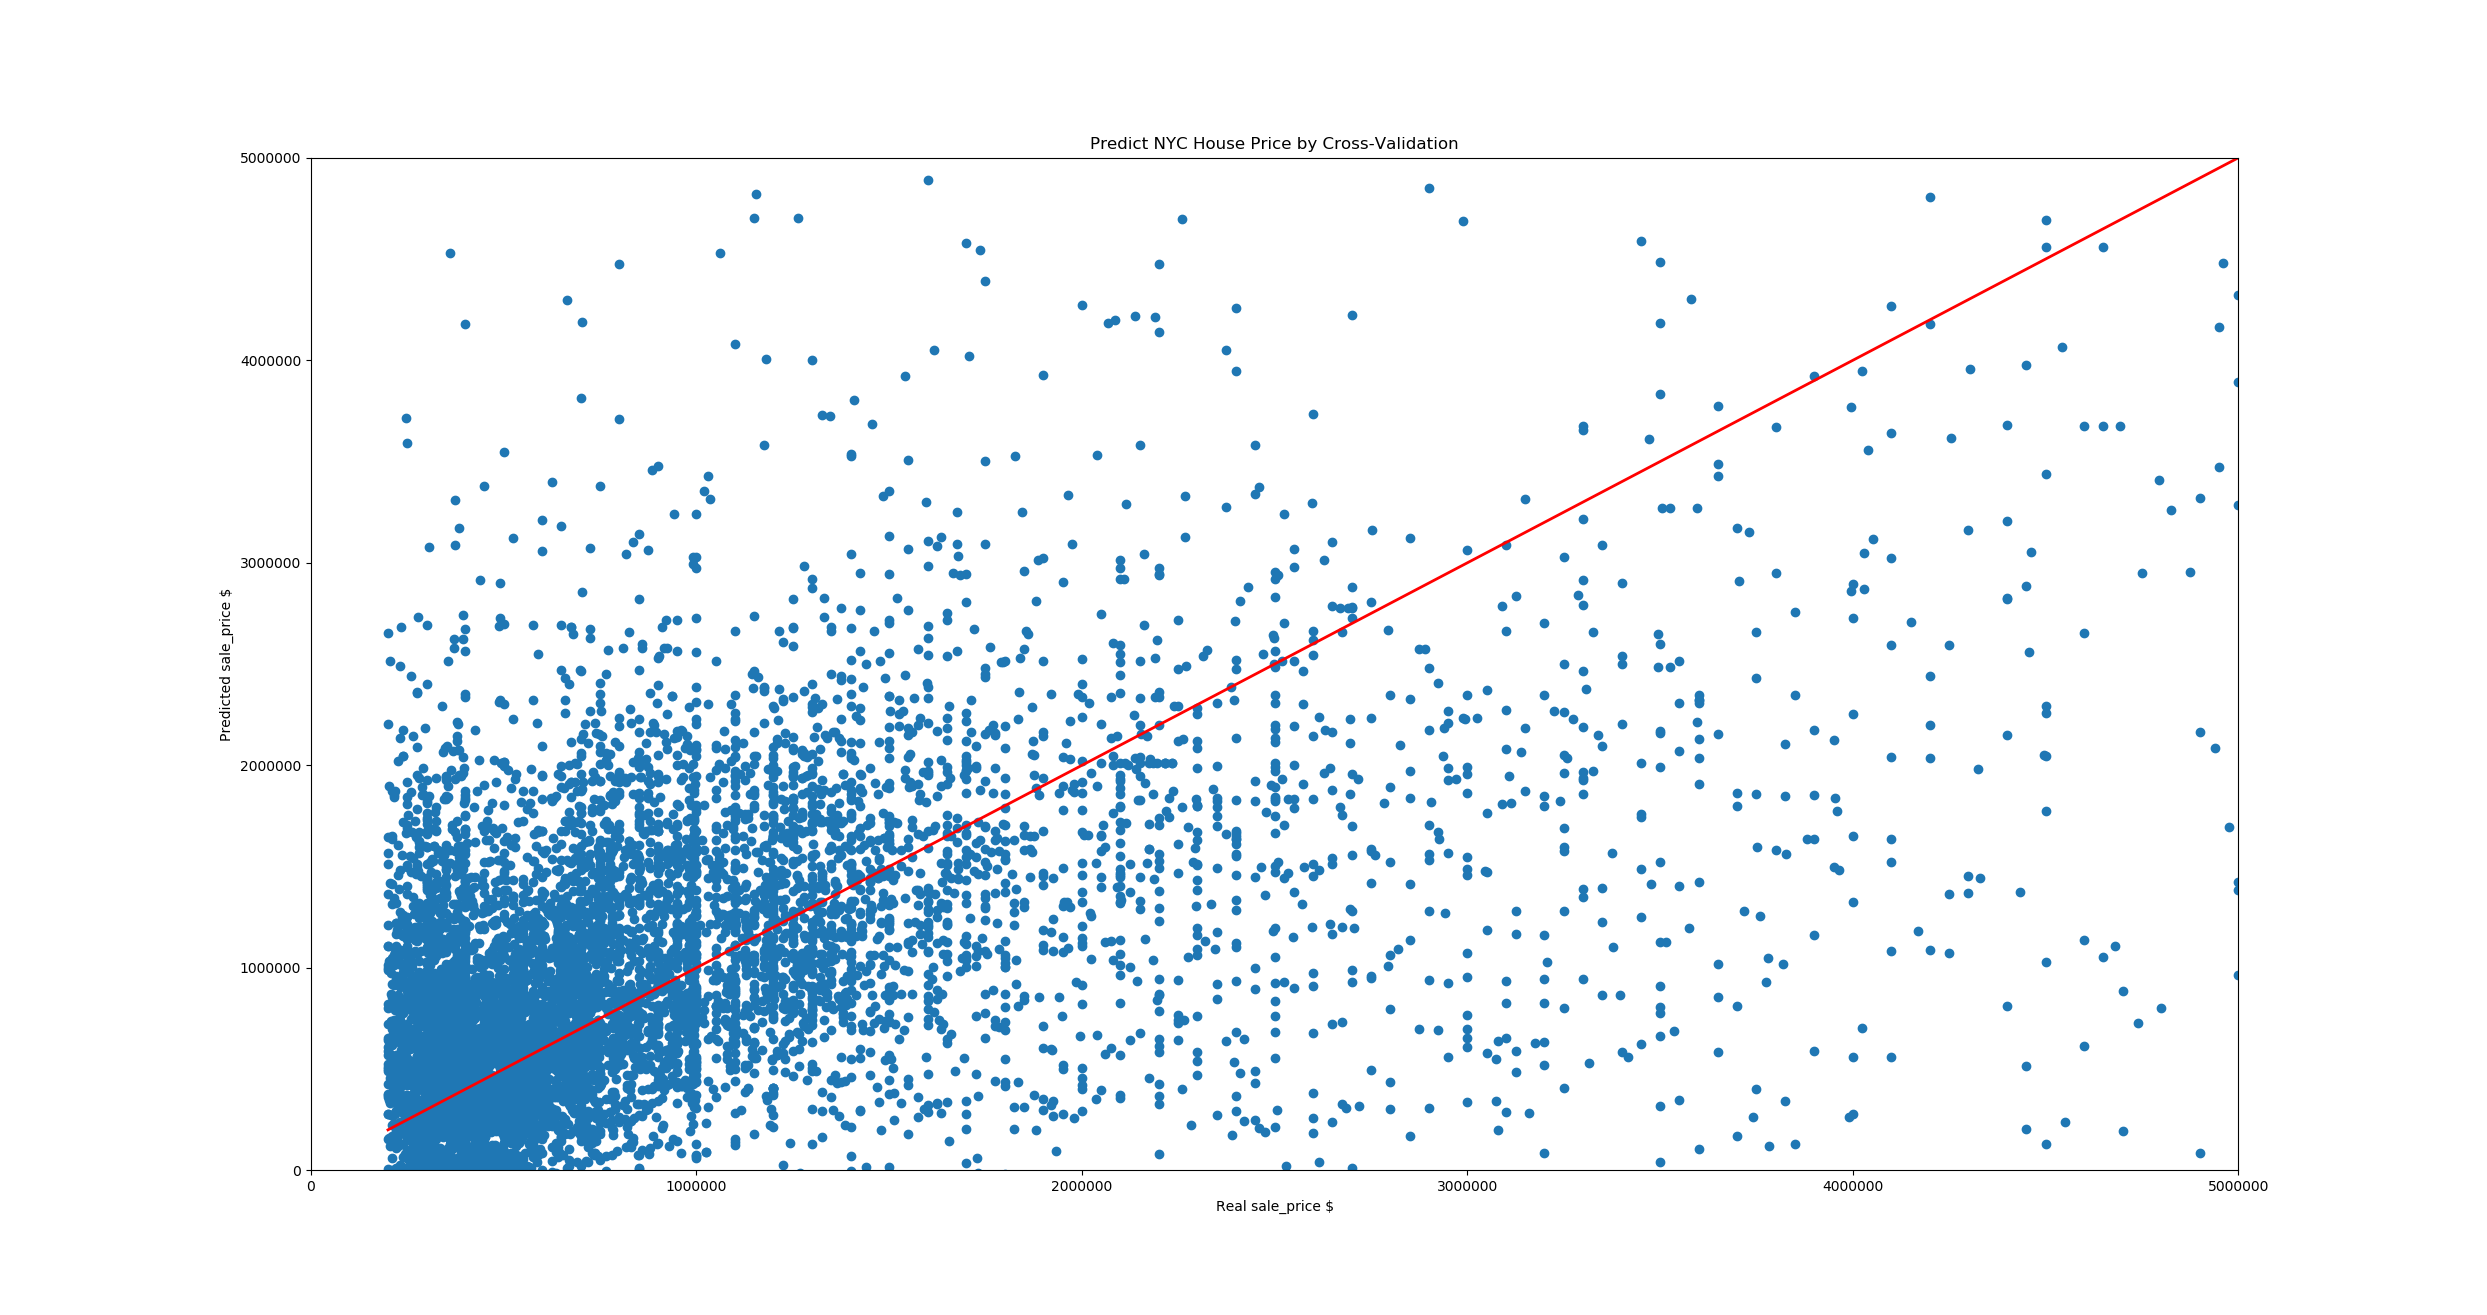 Predict NYC House Price by Cross-Validation
5000000
4000000
3000000
2000000
1000000
0
Predicted sale_price $
0 1000000 2000000 3000000 4000000 5000000
Real sale_price $